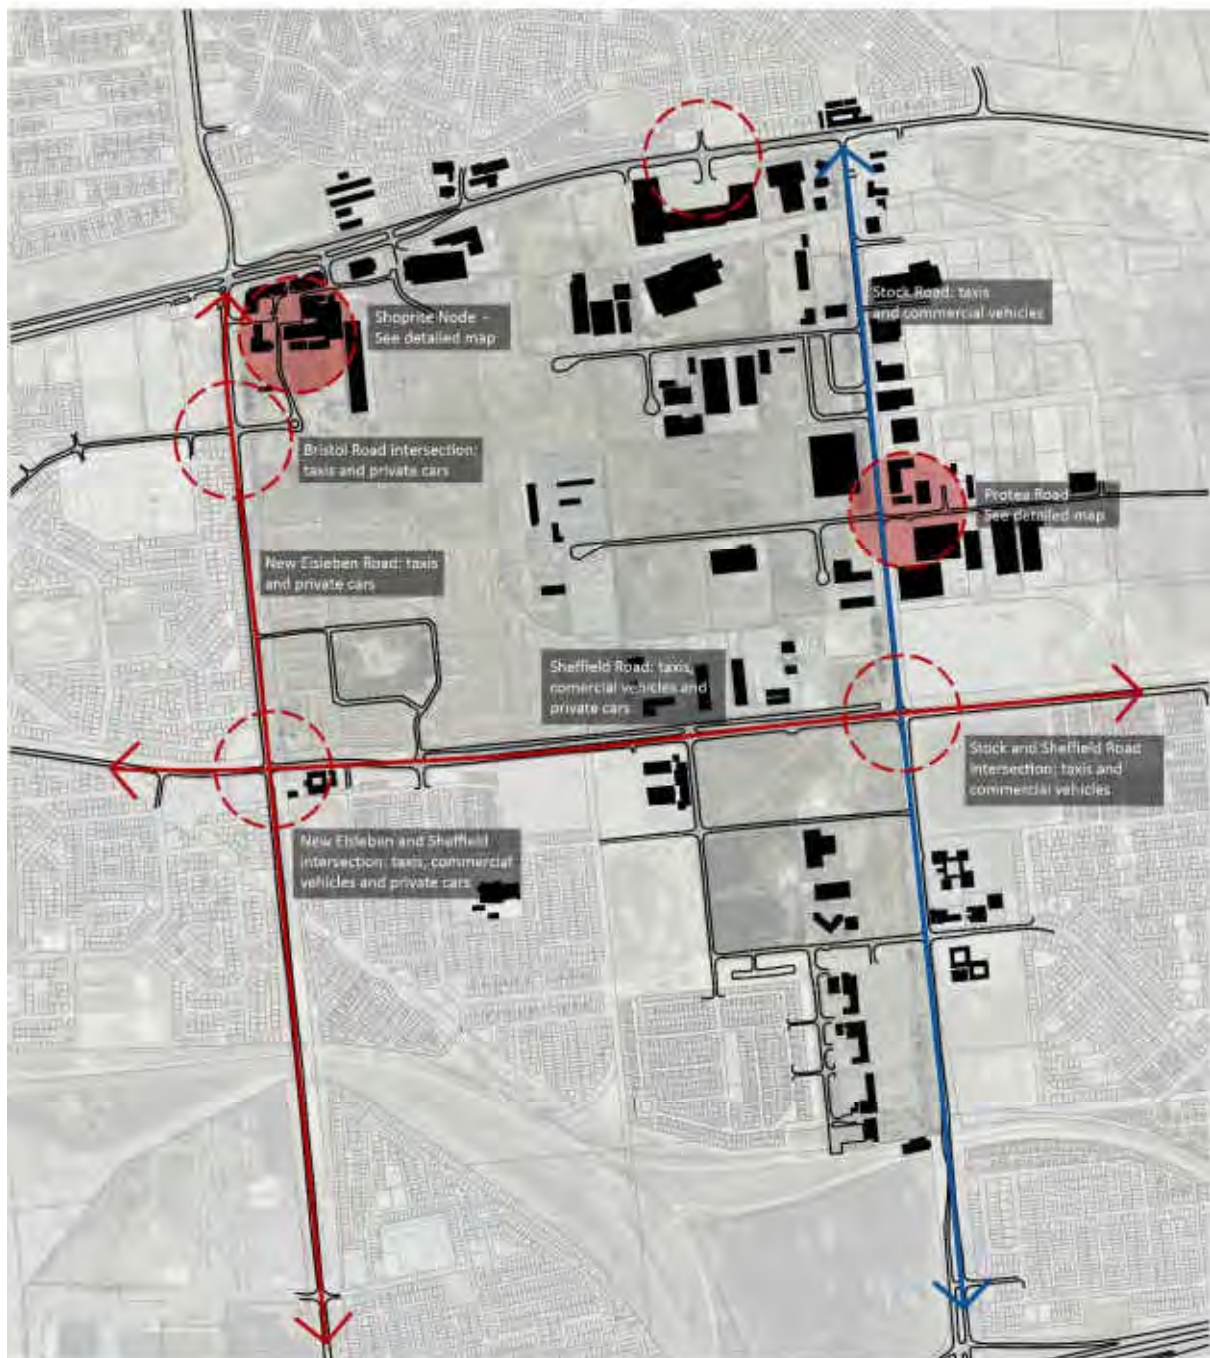 Stock Road: taxis
and commercial vehicles
Shoprite Node -
See detailed map
Bristol Road intersection:
taxis and private cars
Protea Road
See detailed map
New Eisleben Road: taxis
and private cars
Sheffield Road: taxis,
comercial vehicles and
private cars
Stock and Sheffield Road
intersection: taxis and
commercial vehicles
New Eisleben and Sheffield
intersection: taxis, commercial
vehicles and private cars